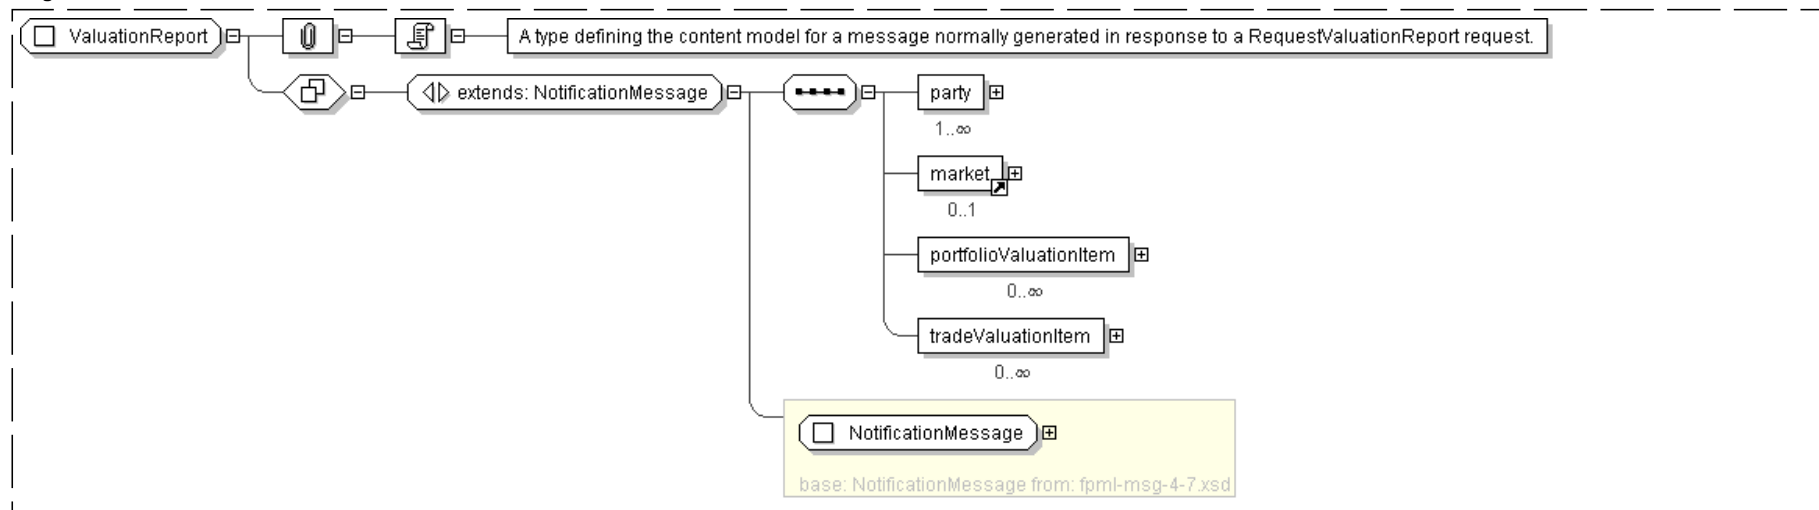 ValuationReport
A type defining the content model for a message normally generated in response to a RequestValuationReport request.
extends: NotificationMessage
party
1..∞
market
0..1
portfolioValuationItem
0..∞
tradeValuationItem
0..∞
NotificationMessage
base: NotificationMessage from: fpml-msg-4-7.xsd